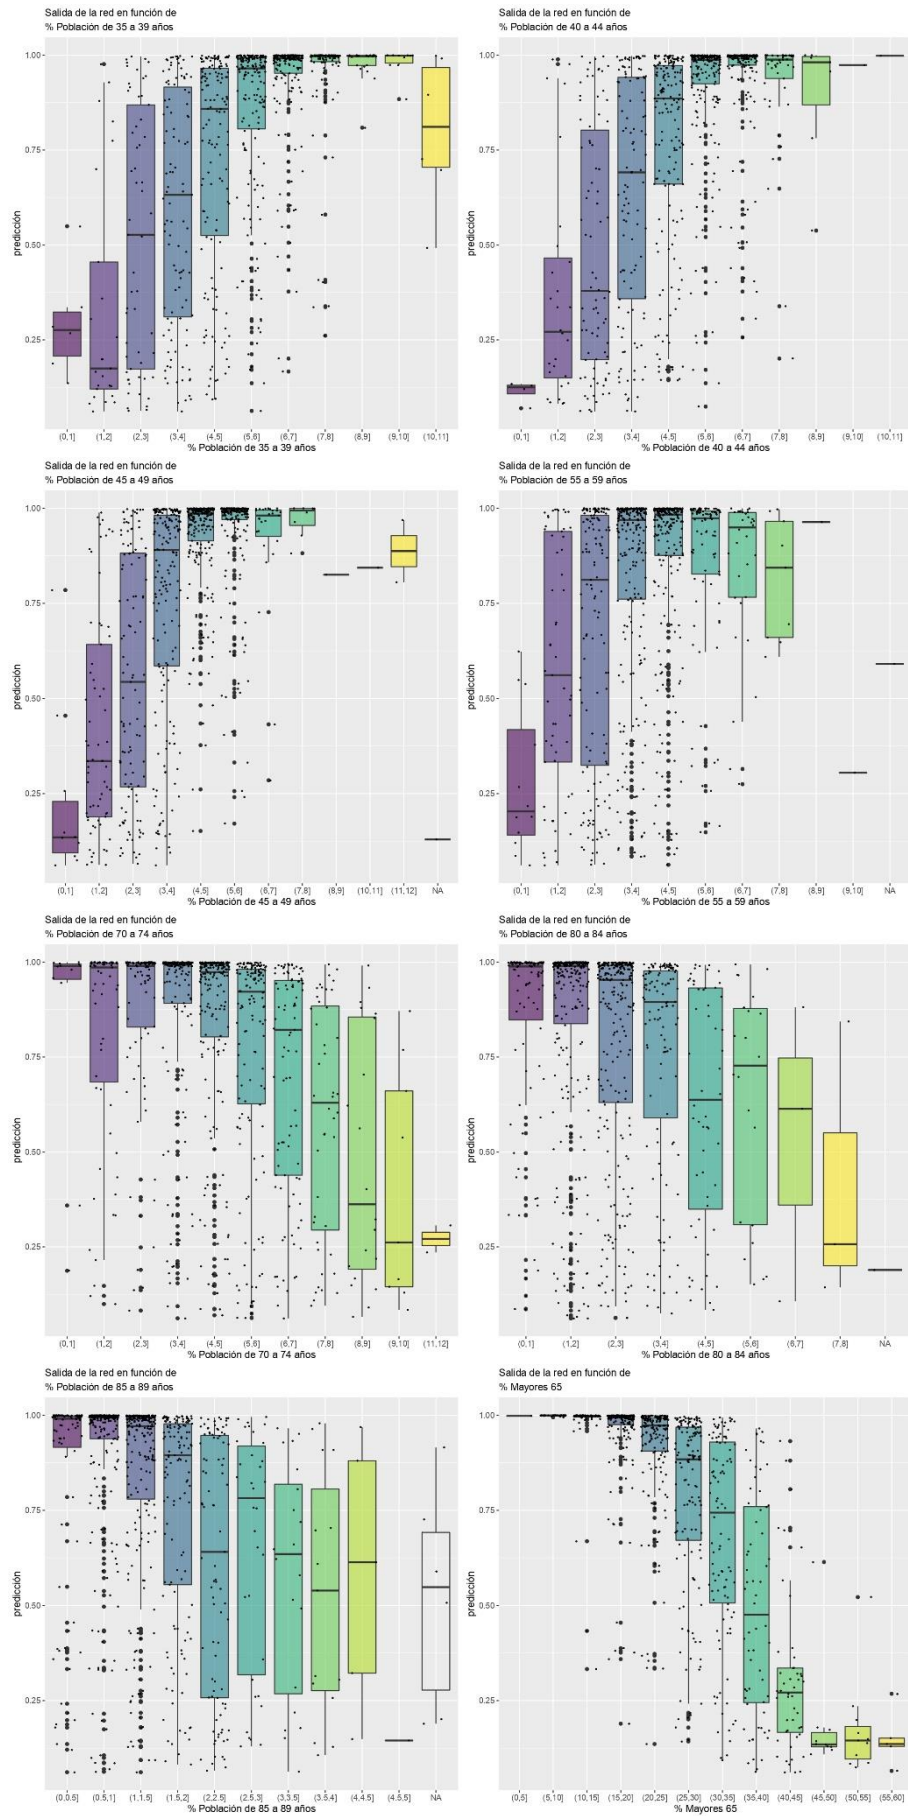 Salida de la red en función de
% Población de 35 a 39 años
1.00
0.75
0.50
0.25
predicción
(0,1] (1,2] (2,3] (3,4] (4,5] (5,6] (6,7] (7,8] (8,9] (9,10] (10,11]
% Población de 35 a 39 años
Salida de la red en función de
% Población de 40 a 44 años
1.00
0.75
0.50
0.25
predicción
(0,1] (1,2] (2,3] (3,4] (4,5] (5,6] (6,7] (7,8] (8,9] (9,10] (10,11]
% Población de 40 a 44 años
Salida de la red en función de
% Población de 45 a 49 años
1.00
0.75
0.50
0.25
predicción
(0,1] (1,2] (2,3] (3,4] (4,5] (5,6] (6,7] (7,8] (8,9] (10,11] (11,12] NA
% Población de 45 a 49 años
Salida de la red en función de
% Población de 55 a 59 años
1.00
0.75
0.50
0.25
predicción
(0,1] (1,2] (2,3] (3,4] (4,5] (5,6] (6,7] (7,8] (8,9] (9,10] NA
% Población de 55 a 59 años
Salida de la red en función de
% Población de 70 a 74 años
1.00
0.75
0.50
0.25
predicción
(0,1] (1,2] (2,3] (3,4] (4,5] (5,6] (6,7] (7,8] (8,9] (9,10] (11,12]
% Población de 70 a 74 años
Salida de la red en función de
% Población de 80 a 84 años
1.00
0.75
0.50
0.25
predicción
(0,1] (1,2] (2,3] (3,4] (4,5] (5,6] (6,7] (7,8] NA
% Población de 80 a 84 años
Salida de la red en función de
% Población de 85 a 89 años
1.00
0.75
0.50
0.25
predicción
(0,0.5] (0.5,1] (1,1.5] (1.5,2] (2,2.5] (2.5,3] (3,3.5] (3.5,4] (4,4.5] (4.5,5] NA
% Población de 85 a 89 años
Salida de la red en función de
% Mayores 65
1.00
0.75
0.50
0.25
predicción
(0,5] (5,10] (10,15] (15,20] (20,25] (25,30] (30,35] (35,40] (40,45] (45,50] (50,55] (55,60]
% Mayores 65